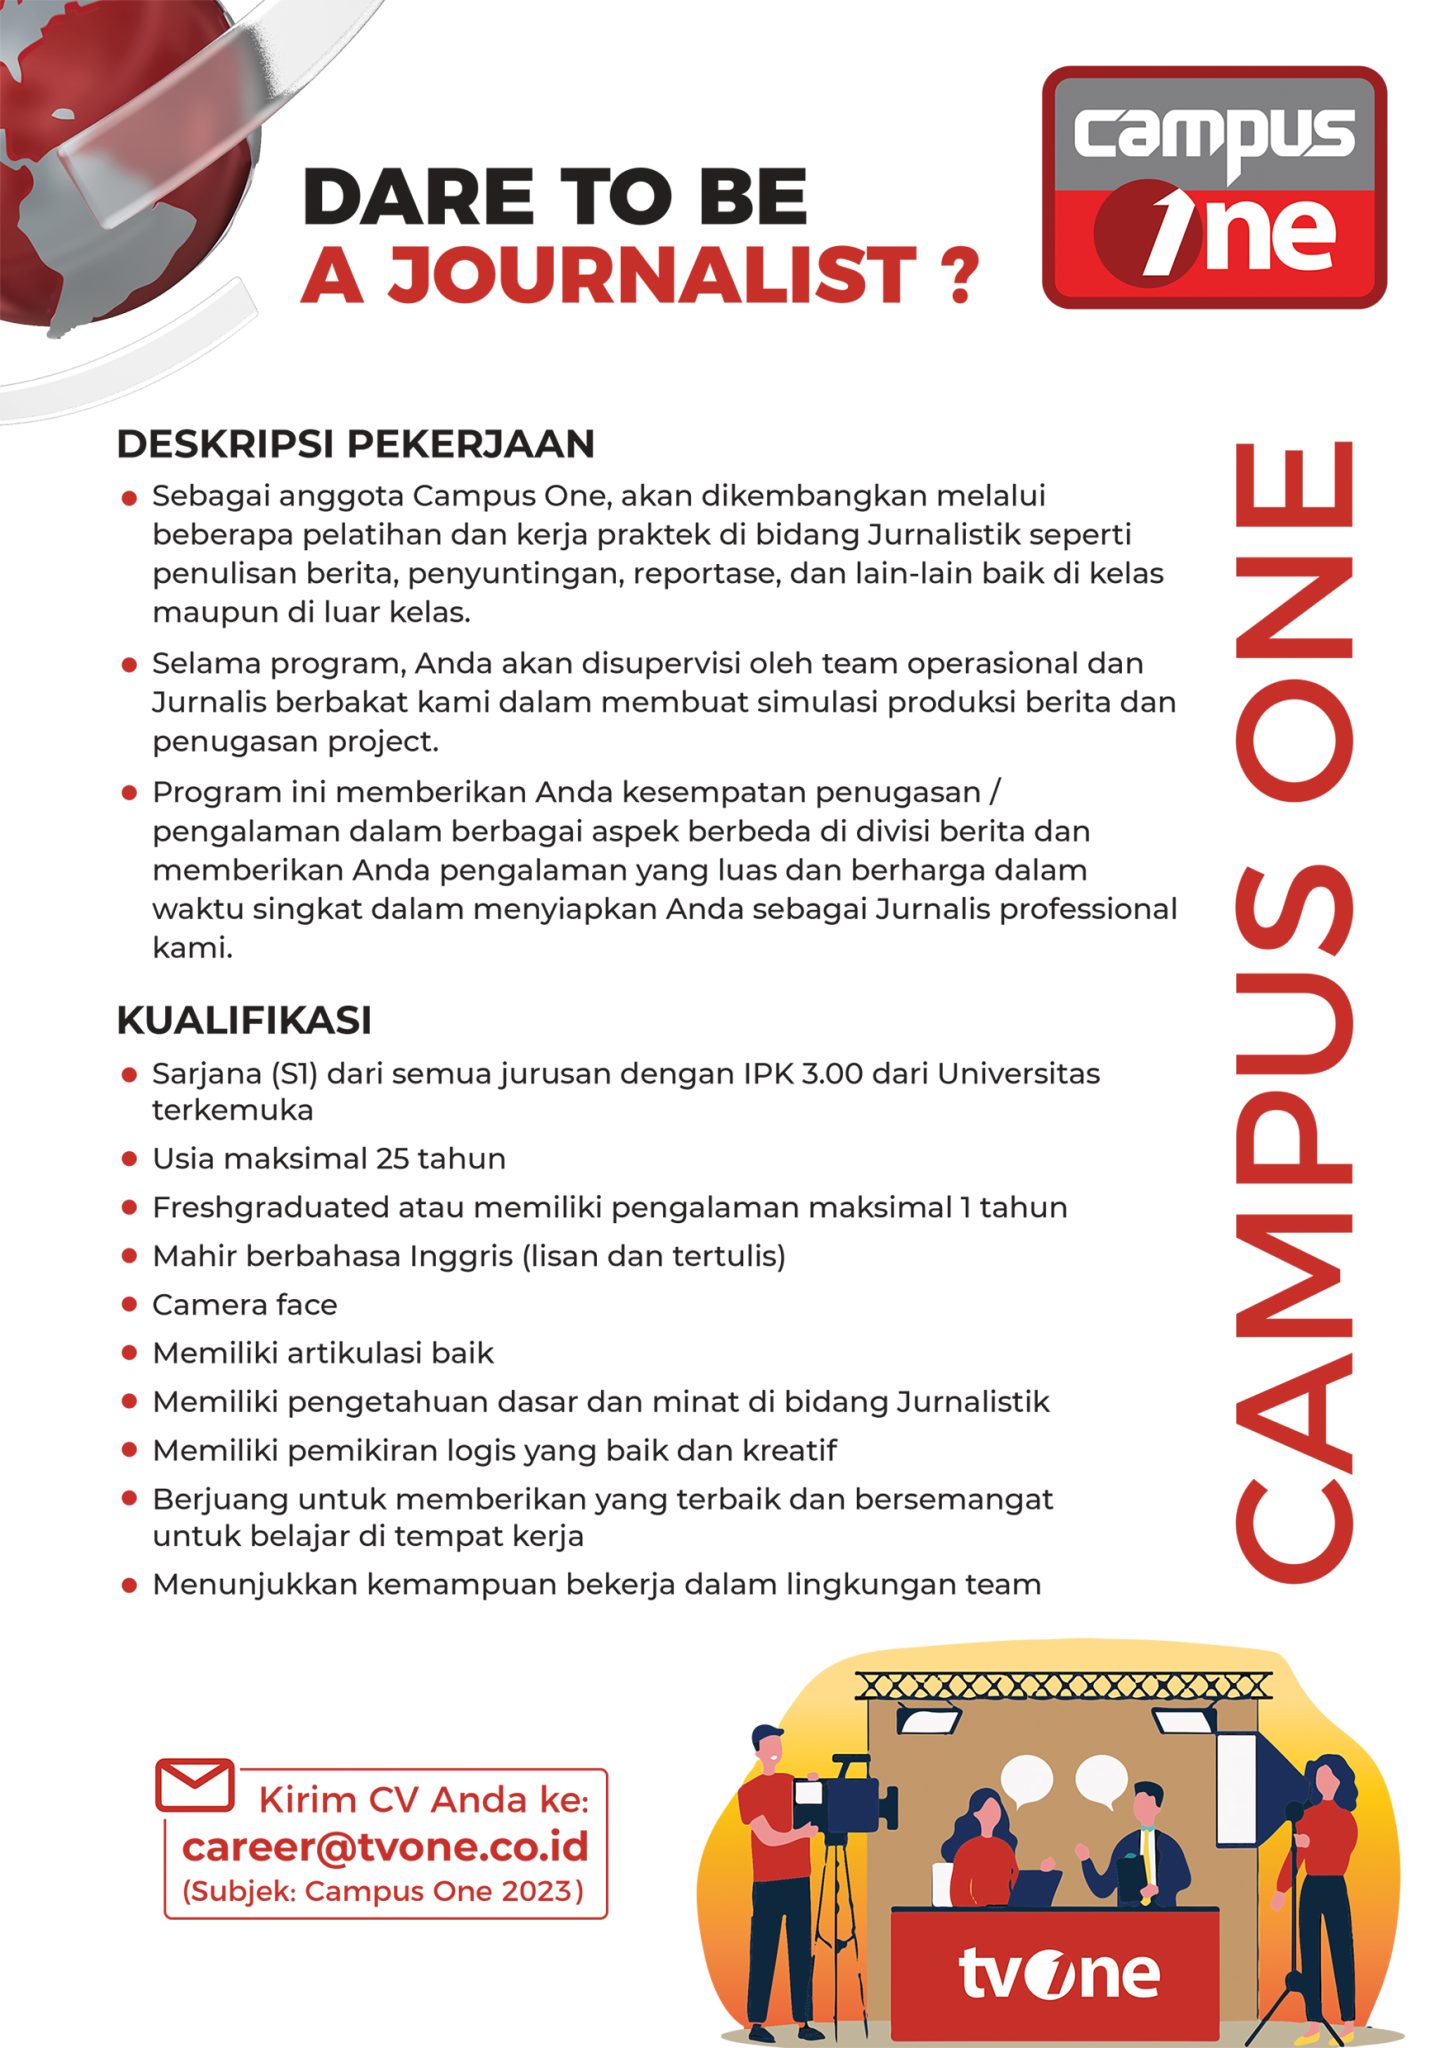 campus
one
DARE TO BE
A JOURNALIST ?
DESKRIPSI PEKERJAAN
Sebagai anggota Campus One, akan dikembangkan melalui
beberapa pelatihan dan kerja praktek di bidang Jurnalistik seperti
penulisan berita, penyuntingan, reportase, dan lain-lain baik di kelas
maupun di luar kelas.
Selama program, Anda akan disupervisi oleh team operasional dan
Jurnalis berbakat kami dalam membuat simulasi produksi berita dan
penugasan project.
Program ini memberikan Anda kesempatan penugasan /
pengalaman dalam berbagai aspek berbeda di divisi berita dan
memberikan Anda pengalaman yang luas dan berharga dalam
waktu singkat dalam menyiapkan Anda sebagai Jurnalis professional
kami.
KUALIFIKASI
Sarjana (S1) dari semua jurusan dengan IPK 3.00 dari Universitas
terkemuka
Usia maksimal 25 tahun
Freshgraduated atau memiliki pengalaman maksimal 1 tahun
Mahir berbahasa Inggris (lisan dan tertulis)
Camera face
Memiliki artikulasi baik
Memiliki pengetahuan dasar dan minat di bidang Jurnalistik
Memiliki pemikiran logis yang baik dan kreatif
Berjuang untuk memberikan yang terbaik dan bersemangat
untuk belajar di tempat kerja
Menunjukkan kemampuan bekerja dalam lingkungan team
CAMPUS ONE
Kirim CV Anda ke:
career@tvone.co.id
(Subjek: Campus One 2023)
tvone